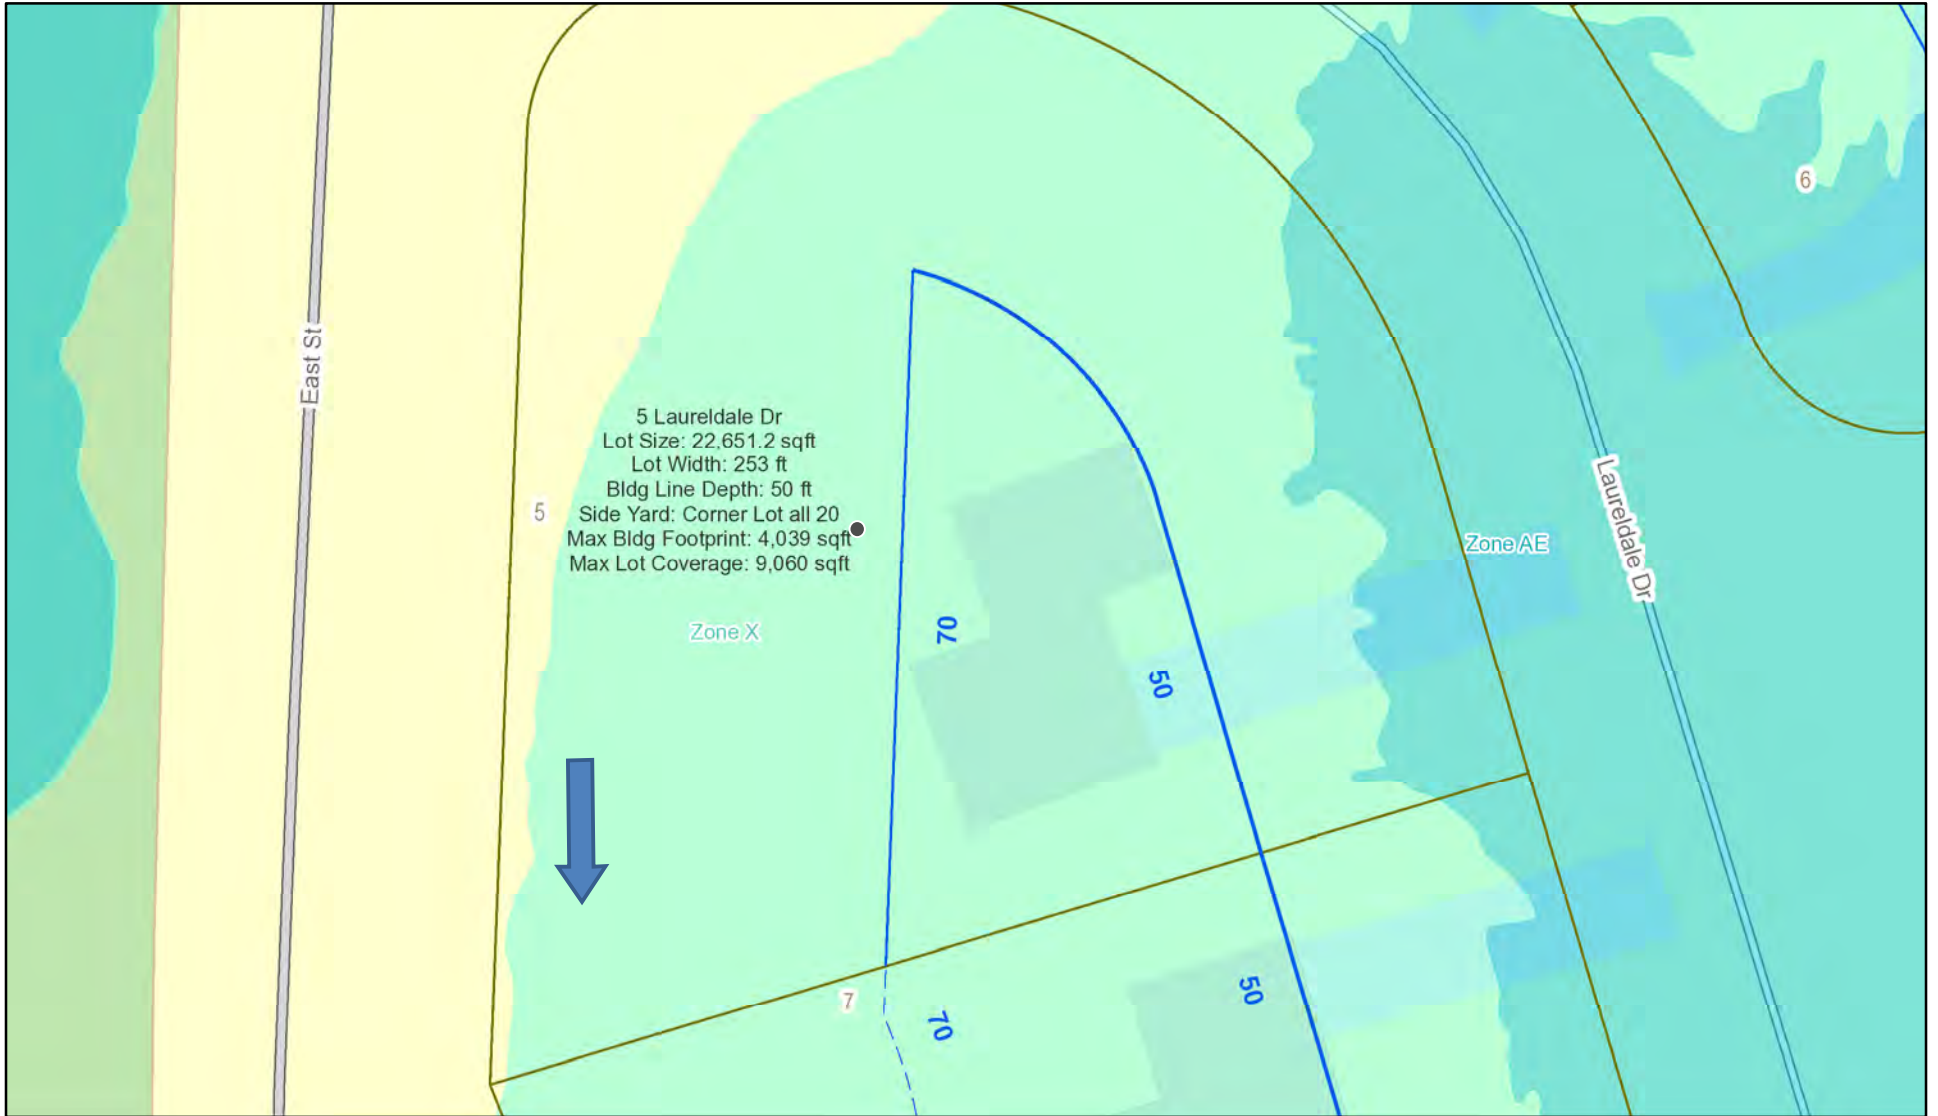 6
East St
5 Laureldale Dr
Lot Size: 22,651.2 sqft
Lot Width: 253 ft
Bldg Line Depth: 50 ft
Side Yard: Corner Lot all 20
Max Bldg Footprint: 4,039 sqft
Max Lot Coverage: 9,060 sqft
5
Laureldale Dr
Zone AE
Zone X
70
50
7
50
70